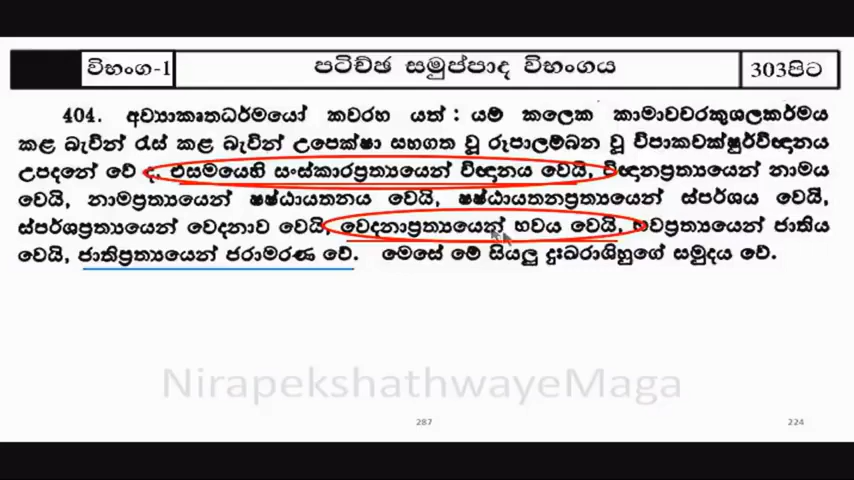 විභංග-1
පටිච්ඡ සමුප්පාද විභංගය
303පිට
404. අව්‍යාකෘතධර්මයෝ කවරහ යත් : යම් කලෙක කාමාවචරකුශලකර්මය
කළ බැවින් රැස් කළ බැවින් උපෙක්ෂා සහගත වූ රූපාලම්බන වූ විපාකචක්ෂුර්විඥානය
උපදනේ වේ ද, එසමයෙහි සංස්කාරප්‍රත්‍යයෙන් විඥානය වෙයි, විඥානප්‍රත්‍යයෙන් නාමය
වෙයි, නාමප්‍රත්‍යයෙන් ෂෂ්ඨායතනය වෙයි, ෂෂ්ඨායතනප්‍රත්‍යයෙන් ස්පර්ශය වෙයි,
ස්පර්ශප්‍රත්‍යයෙන් වේදනාව වෙයි, වේදනාප්‍රත්‍යයෙන් භවය වෙයි, භවප්‍රත්‍යයෙන් ජාතිය
වෙයි, ජාතිප්‍රත්‍යයෙන් ජරාමරණ වේ. මෙසේ මේ සියලු දුඃඛරාශිහුගේ සමුදය වේ.
NirapekshathwayeMaga
287
224